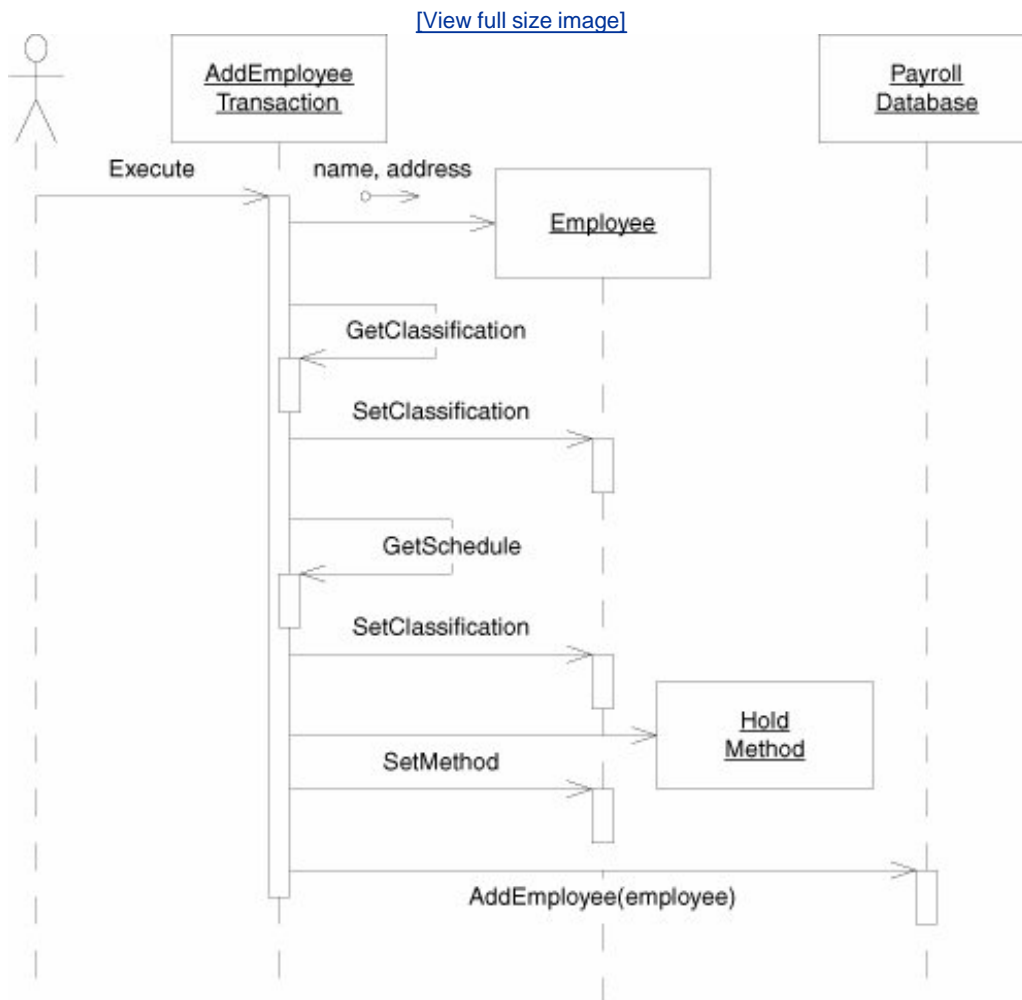 [View full size image]
AddEmployee
Transaction
Payroll
Database
Execute
name, address
Employee
GetClassification
SetClassification
GetSchedule
SetClassification
Hold
Method
SetMethod
AddEmployee(employee)